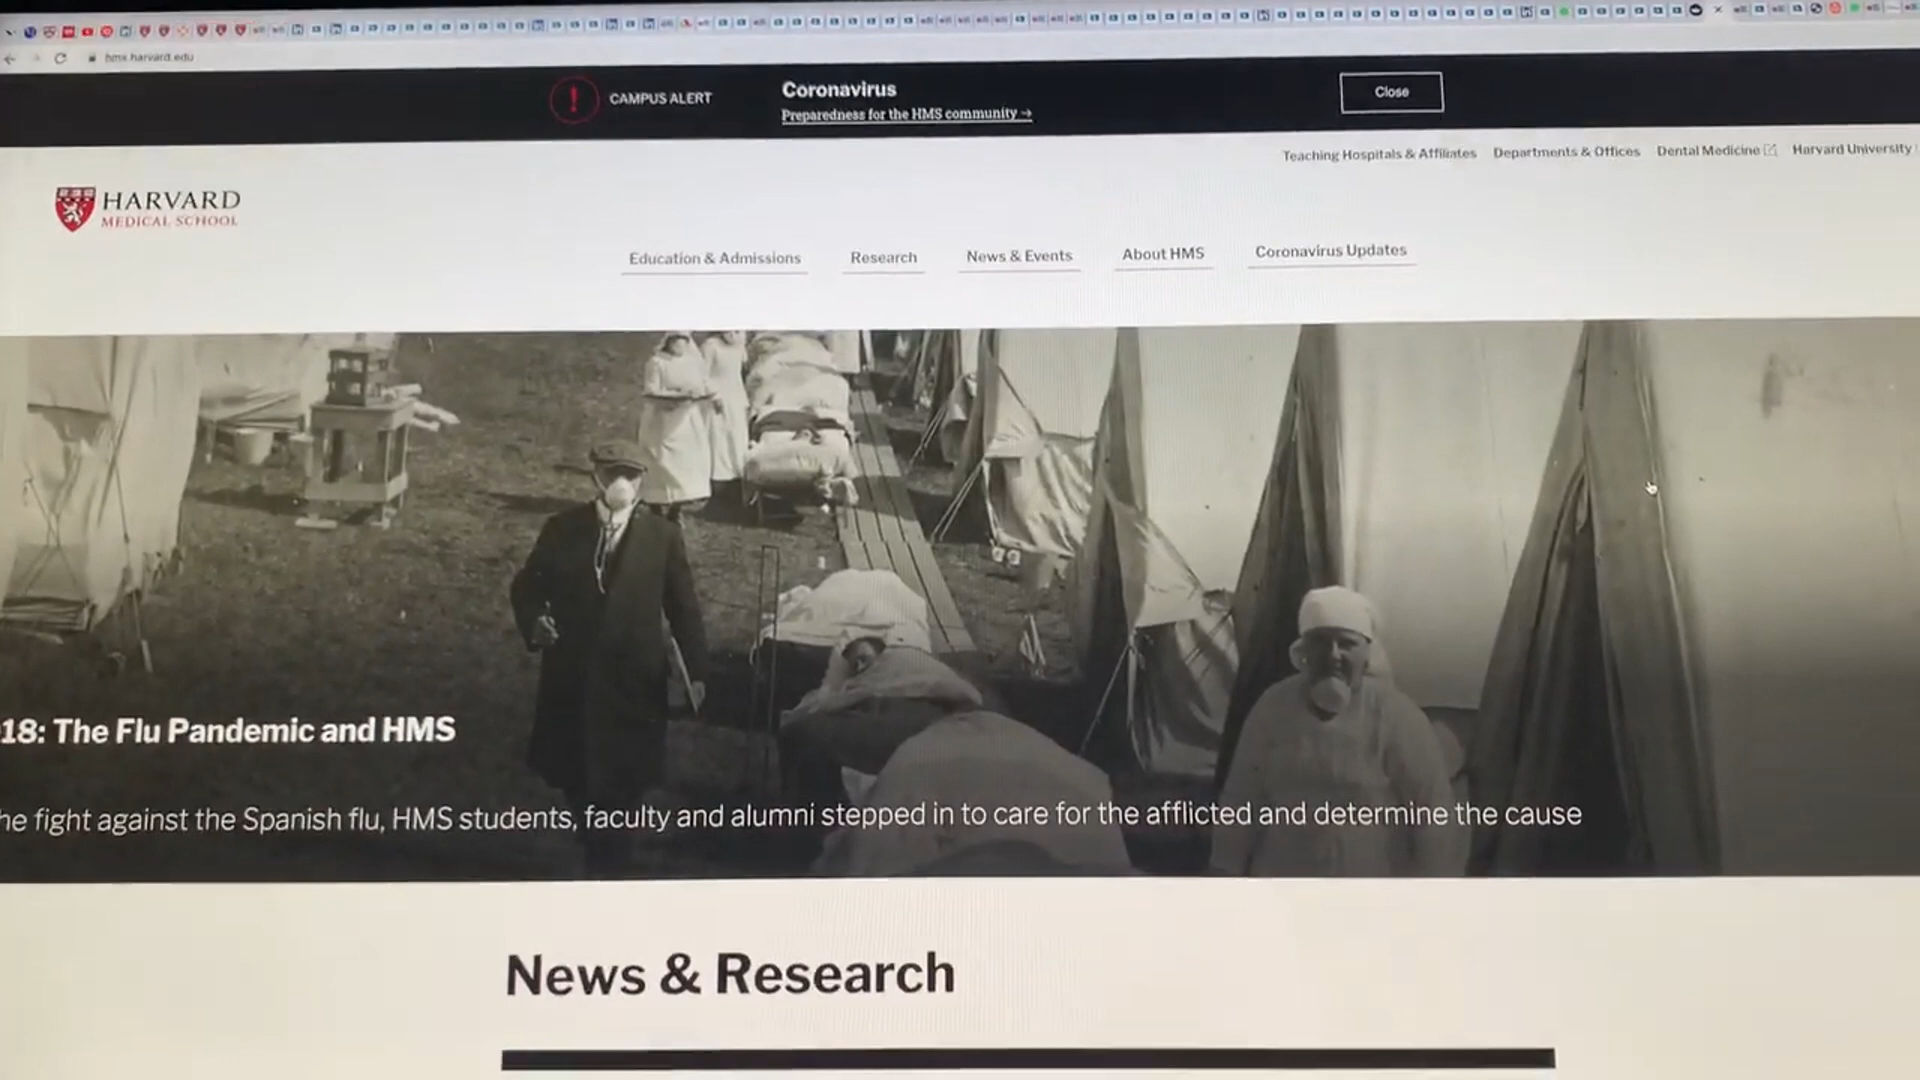 hms.harvard.edu
CAMPUS ALERT
Coronavirus
Preparedness for the HMS community →
Close
Teaching Hospitals & Affiliates
Departments & Offices
Dental Medicine
Harvard University
HARVARD
MEDICAL SCHOOL
Education & Admissions
Research
News & Events
About HMS
Coronavirus Updates
18: The Flu Pandemic and HMS
he fight against the Spanish flu, HMS students, faculty and alumni stepped in to care for the afflicted and determine the cause
News & Research